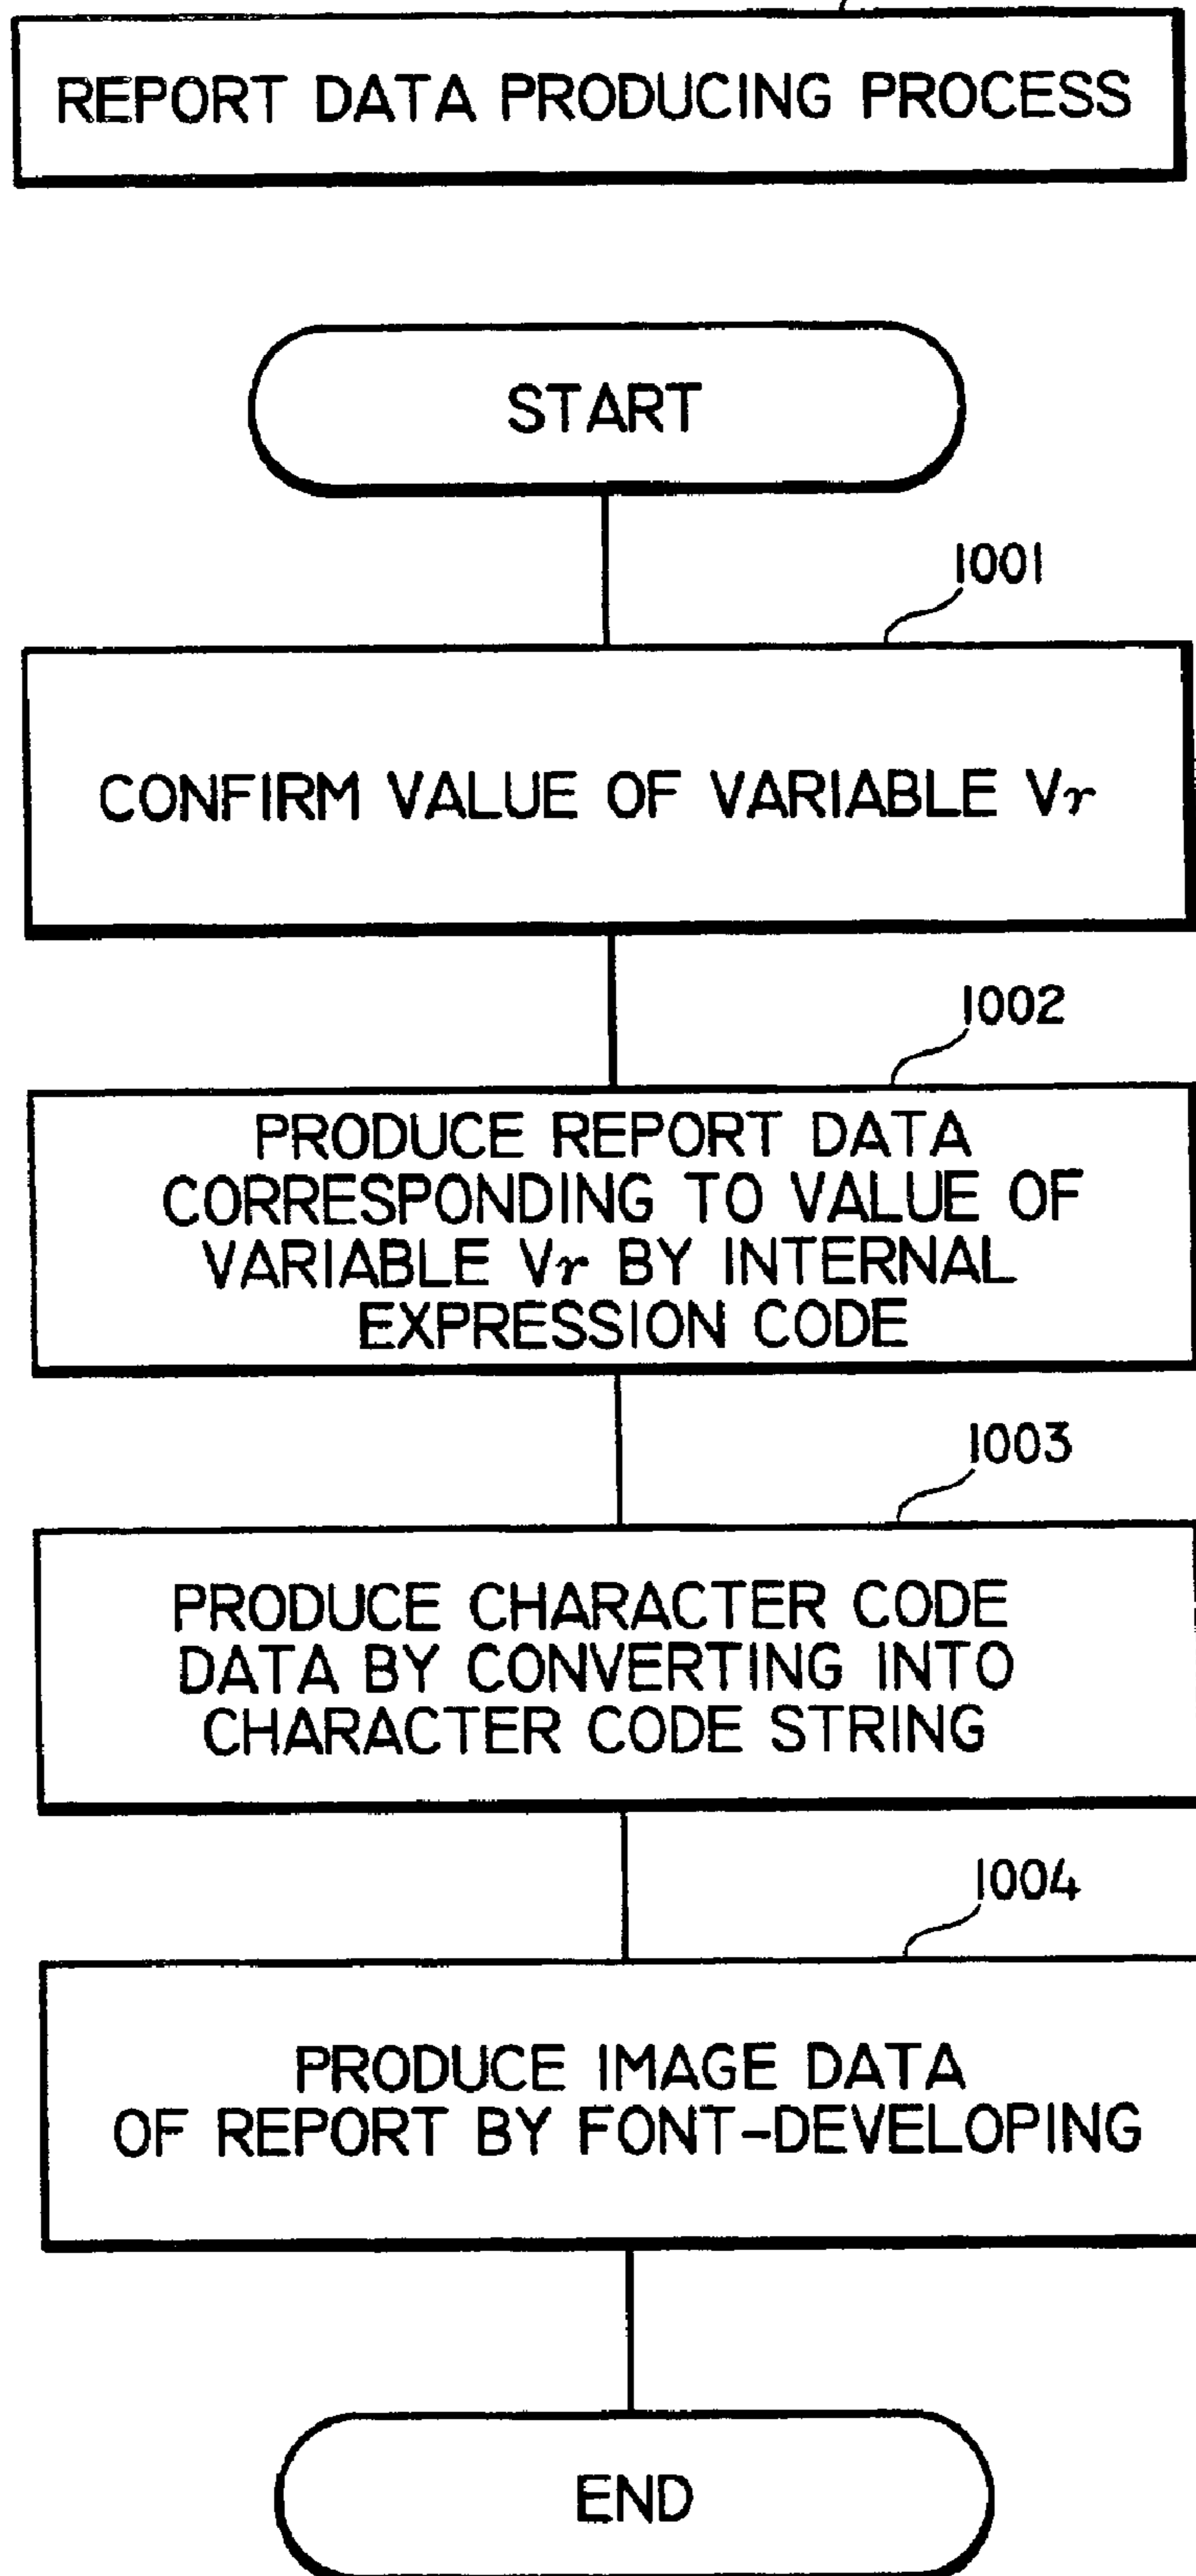 REPORT DATA PRODUCING PROCESS
START
1001
CONFIRM VALUE OF VARIABLE Vr
1002
PRODUCE REPORT DATA
CORRESPONDING TO VALUE OF
VARIABLE Vr BY INTERNAL
EXPRESSION CODE
1003
PRODUCE CHARACTER CODE
DATA BY CONVERTING INTO
CHARACTER CODE STRING
1004
PRODUCE IMAGE DATA
OF REPORT BY FONT-DEVELOPING
END